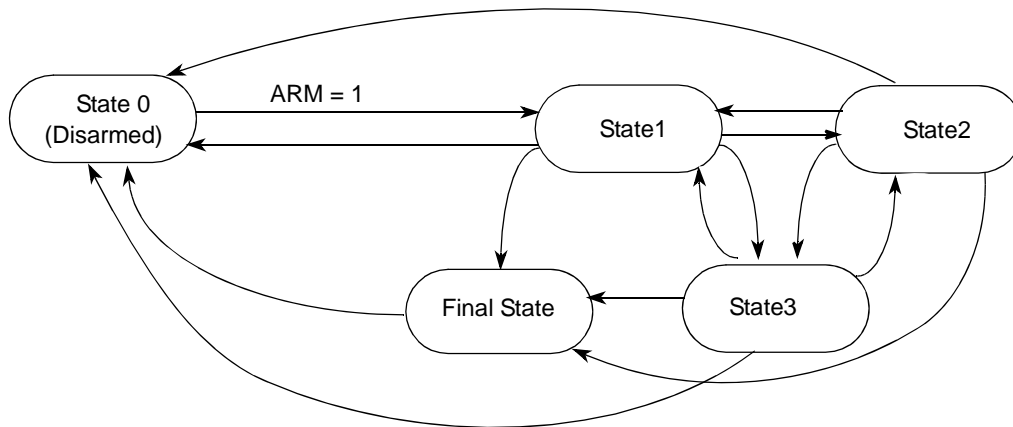 State 0
(Disarmed)
ARM = 1
State1
State2
Final State
State3